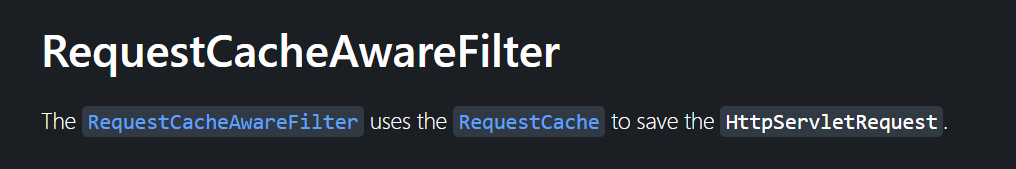 RequestCacheAwareFilter
The RequestCacheAwareFilter uses the RequestCache to save the HttpServletRequest.